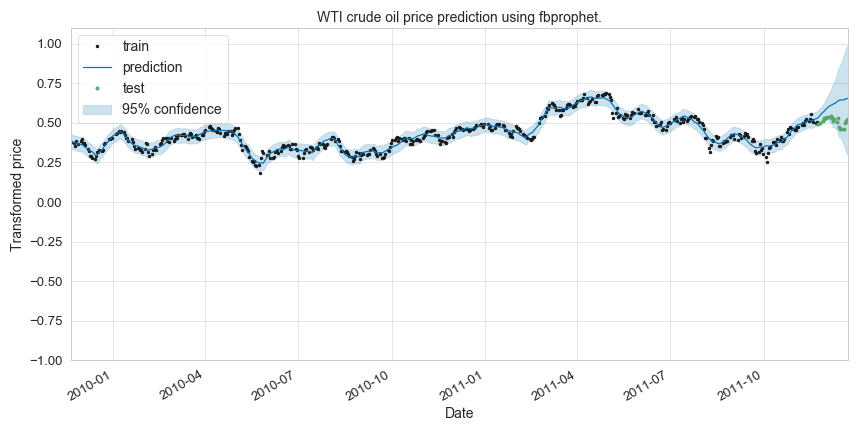 WTI crude oil price prediction using fbprophet.
train
prediction
test
95% confidence
Transformed price
1.00
0.75
0.50
0.25
0.00
−0.25
−0.50
−0.75
−1.00
2010-01
2010-04
2010-07
2010-10
2011-01
2011-04
2011-07
2011-10
Date